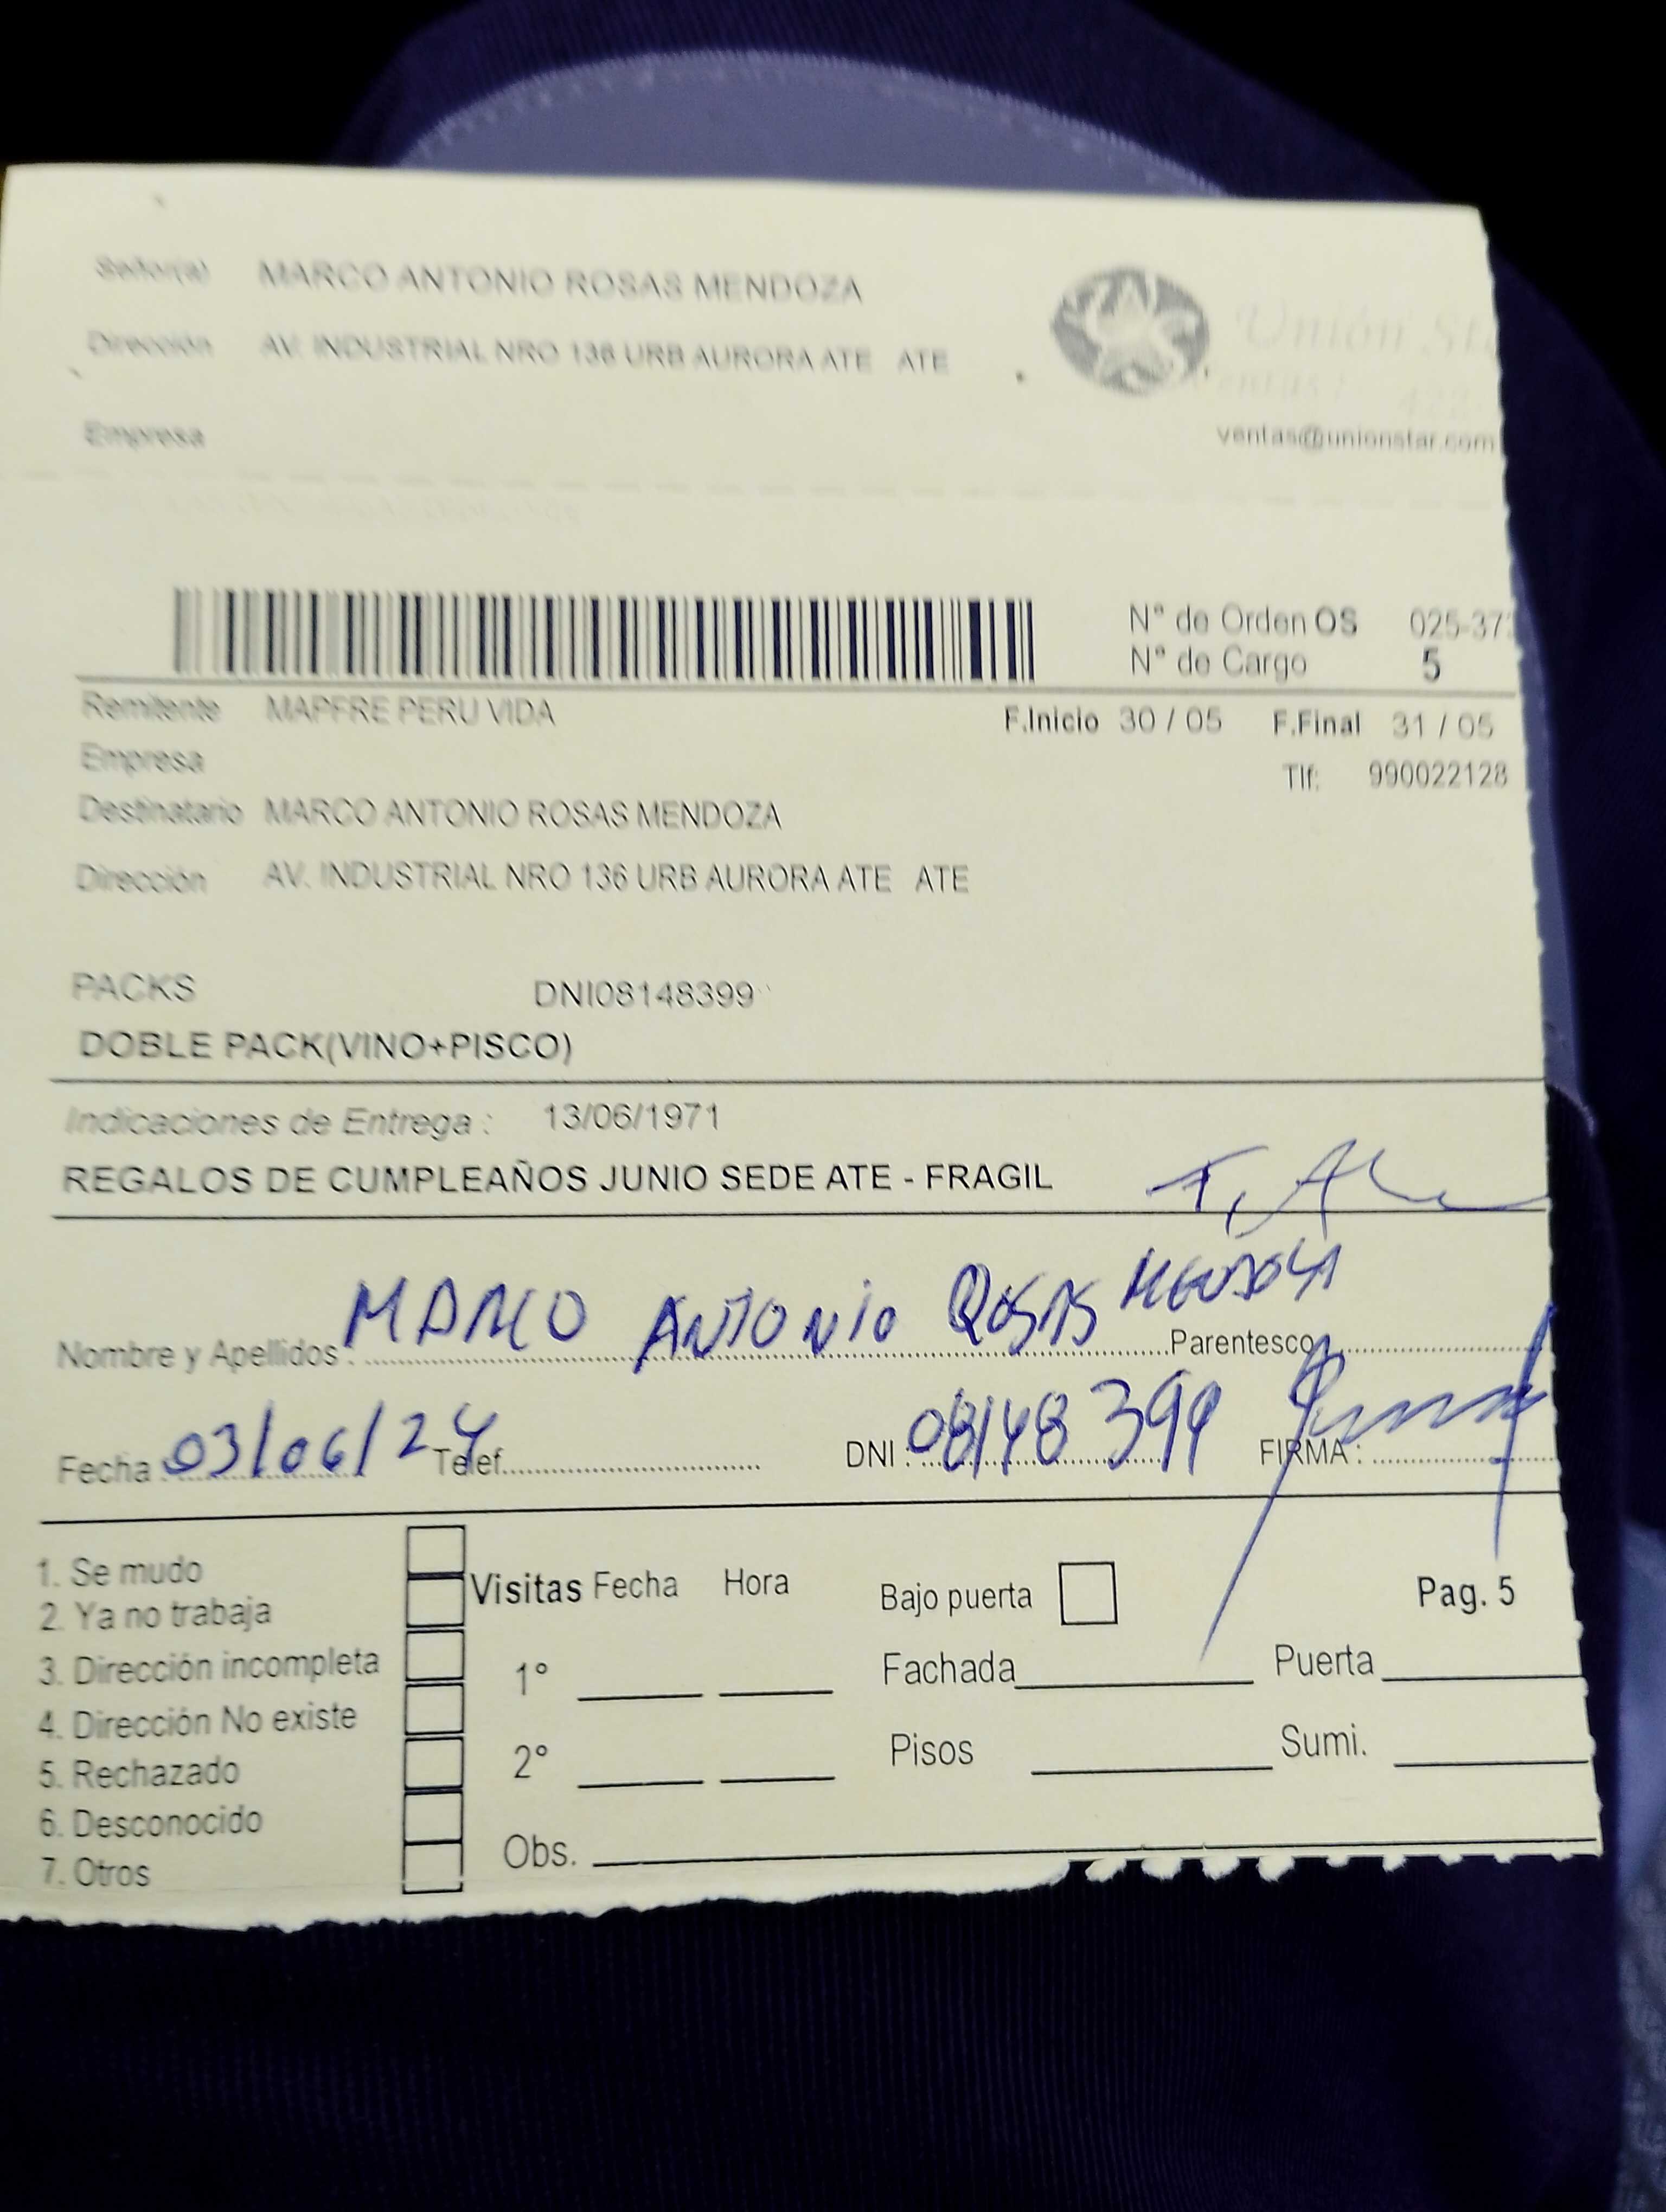 Señor(a) MARCO ANTONIO ROSAS MENDOZA
Dirección AV. INDUSTRIAL NRO 136 URB AURORA ATE ATE
Unión St
Empresa
ventas@unionstar.com
Nº de Orden OS 025-37
Nº de Cargo 5
Remitente MAPFRE PERU VIDA
F.Inicio 30 / 05 F.Final 31 / 05
Empresa
Tlf: 990022128
Destinatario MARCO ANTONIO ROSAS MENDOZA
Dirección AV. INDUSTRIAL NRO 136 URB AURORA ATE ATE
PACKS DNI08148399
DOBLE PACK(VINO+PISCO)
Indicaciones de Entrega : 13/06/1971
REGALOS DE CUMPLEAÑOS JUNIO SEDE ATE - FRAGIL
Nombre y Apellidos : MARCO ANTONIO ROSAS MENDOZA Parentesco
Fecha 03/06/24 Telef. DNI : 08148399 FIRMA :
1. Se mudo
2. Ya no trabaja
3. Dirección incompleta
4. Dirección No existe
5. Rechazado
6. Desconocido
7. Otros
Visitas Fecha Hora
1°
2°
Obs.
Bajo puerta Pag. 5
Fachada Puerta
Pisos Sumi.